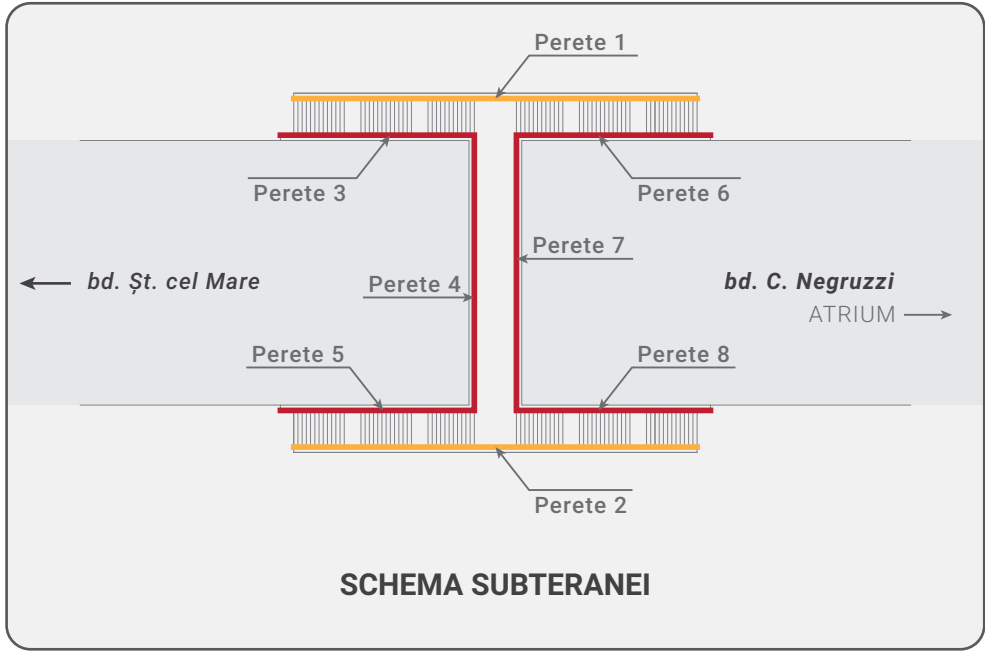 Perete 1
Perete 3
Perete 6
Perete 7
bd. Șt. cel Mare
Perete 4
bd. C. Negruzzi
ATRIUM
Perete 5
Perete 8
Perete 2
SCHEMA SUBTERANEI